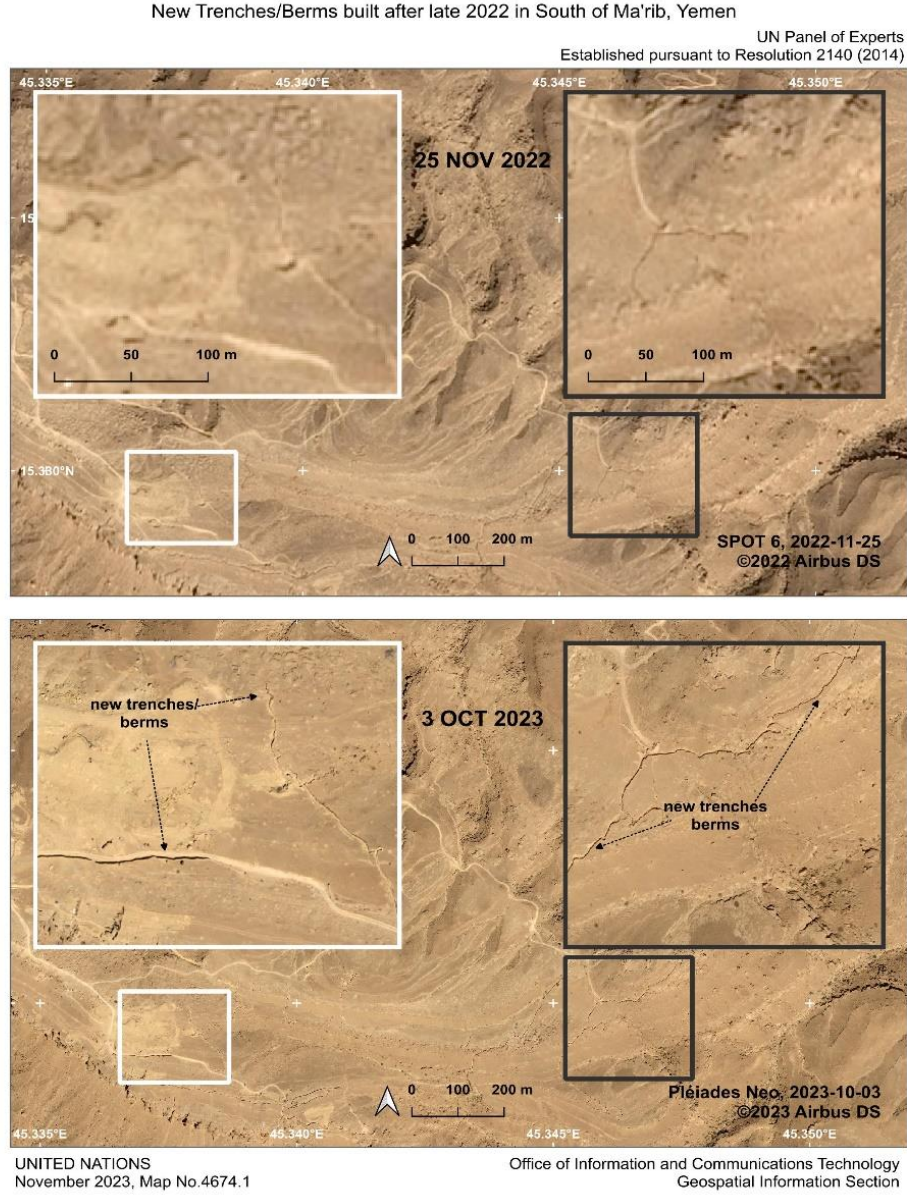 New Trenches/Berms built after late 2022 in South of Ma'rib, Yemen
UN Panel of Experts
Established pursuant to Resolution 2140 (2014)
45.335°E 45.340°E 45.345°E 45.350°E
25 NOV 2022
15
0 50 100 m
0 50 100 m
15.380°N
0 100 200 m
SPOT 6, 2022-11-25
©2022 Airbus DS
new trenches/
berms
3 OCT 2023
new trenches
berms
0 100 200 m
Pléiades Neo, 2023-10-03
©2023 Airbus DS
45.335°E 45.340°E 45.345°E 45.350°E
UNITED NATIONS
November 2023, Map No.4674.1
Office of Information and Communications Technology
Geospatial Information Section